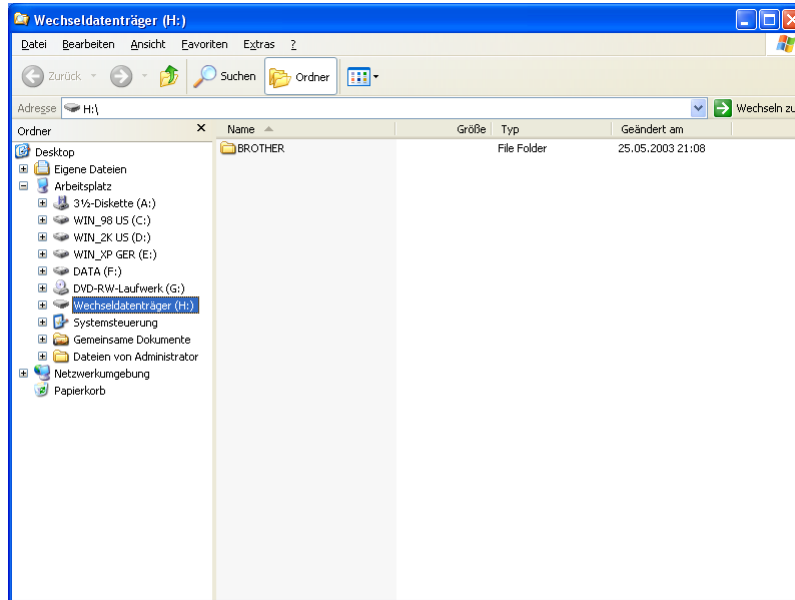 Wechseldatenträger (H:)
Datei Bearbeiten Ansicht Favoriten Extras ?
Zurück Suchen Ordner
Adresse H:\ Wechseln zu
Ordner Name Größe Typ Geändert am
Desktop BROTHER File Folder 25.05.2003 21:08
Eigene Dateien
Arbeitsplatz
3½-Diskette (A:)
WIN_98 US (C:)
WIN_2K US (D:)
WIN_XP GER (E:)
DATA (F:)
DVD-RW-Laufwerk (G:)
Wechseldatenträger (H:)
Systemsteuerung
Gemeinsame Dokumente
Dateien von Administrator
Netzwerkumgebung
Papierkorb